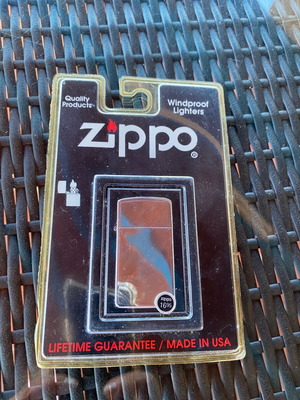 Quality
Products
Windproof
Lighters
Zippo®
LIFETIME GUARANTEE / MADE IN USA